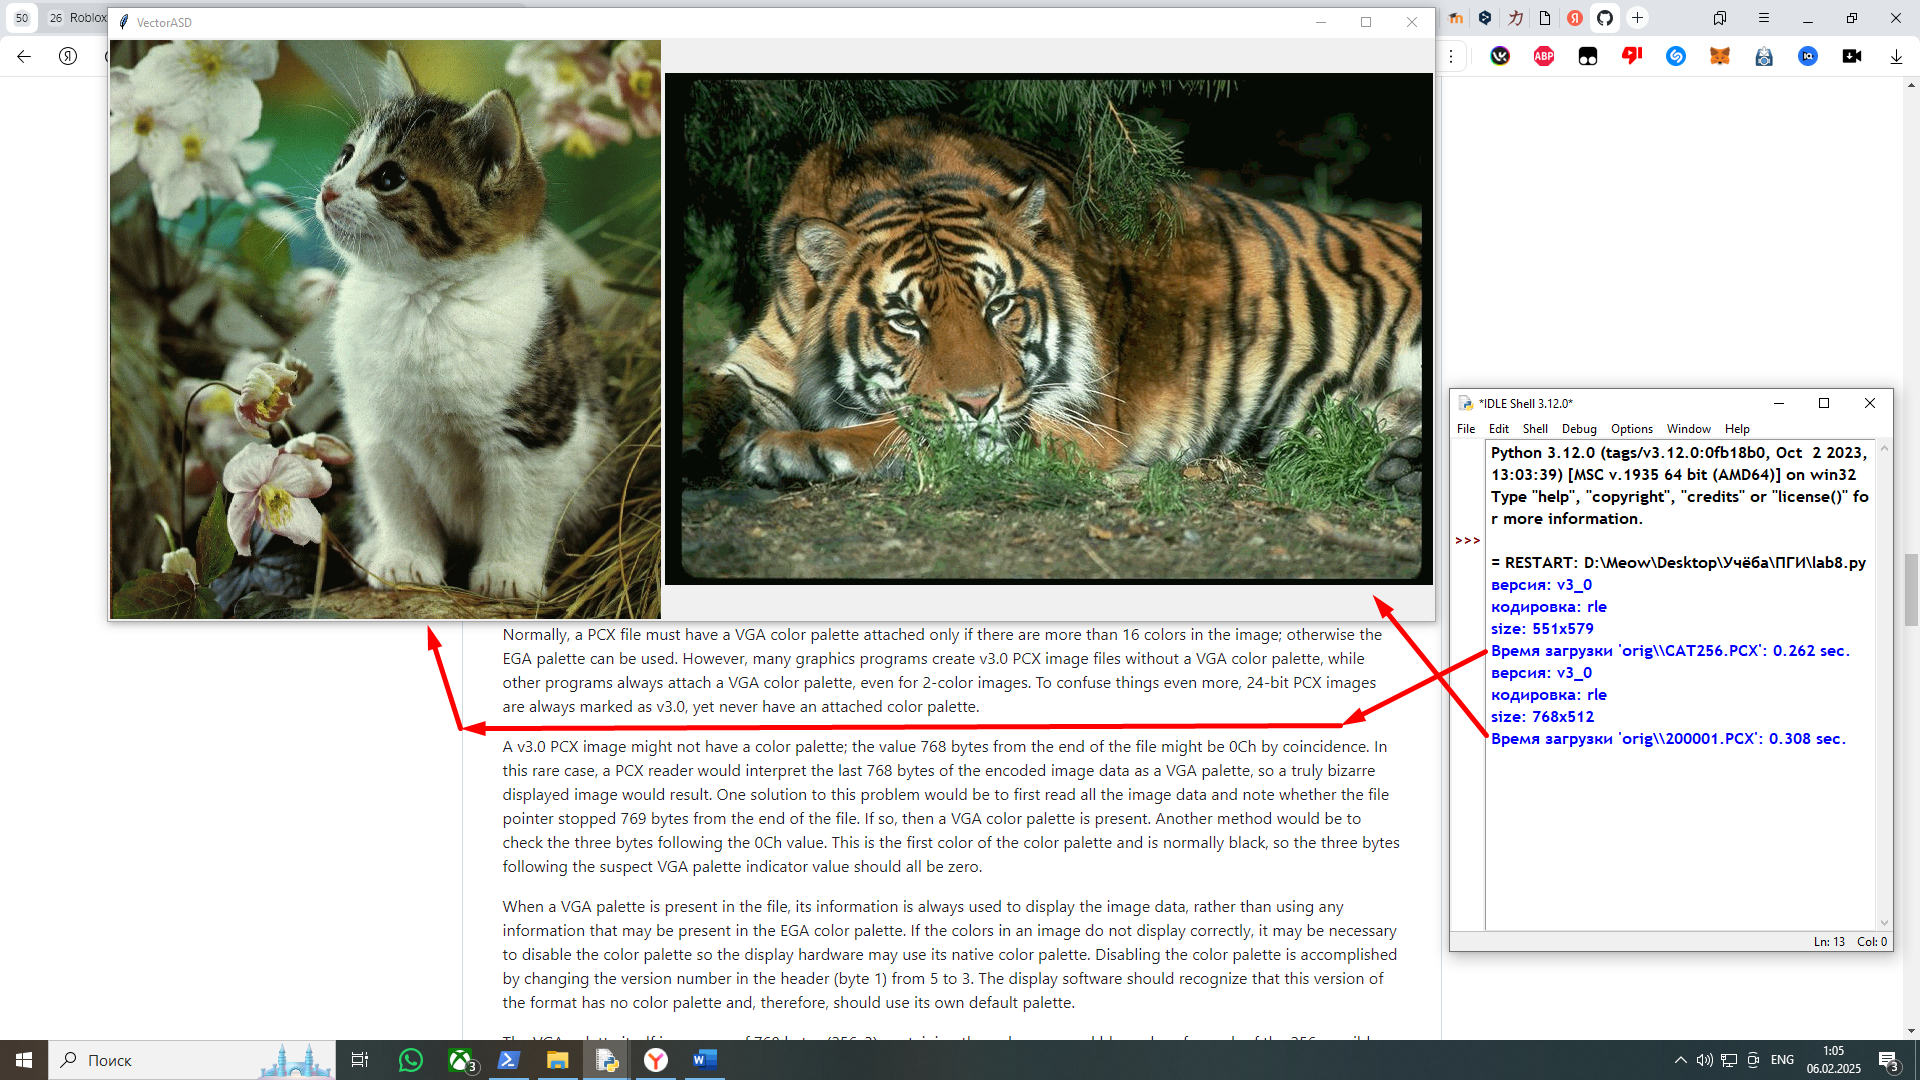 50
26
Roblox
VectorASD
Normally, a PCX file must have a VGA color palette attached only if there are more than 16 colors in the image; otherwise the
EGA palette can be used. However, many graphics programs create v3.0 PCX image files without a VGA color palette, while
other programs always attach a VGA color palette, even for 2-color images. To confuse things even more, 24-bit PCX images
are always marked as v3.0, yet never have an attached color palette.
A v3.0 PCX image might not have a color palette; the value 768 bytes from the end of the file might be 0Ch by coincidence. In
this rare case, a PCX reader would interpret the last 768 bytes of the encoded image data as a VGA palette, so a truly bizarre
displayed image would result. One solution to this problem would be to first read all the image data and note whether the file
pointer stopped 769 bytes from the end of the file. If so, then a VGA color palette is present. Another method would be to
check the three bytes following the 0Ch value. This is the first color of the color palette and is normally black, so the three bytes
following the suspect VGA palette indicator value should all be zero.
When a VGA palette is present in the file, its information is always used to display the image data, rather than using any
information that may be present in the EGA color palette. If the colors in an image do not display correctly, it may be necessary
to disable the color palette so the display hardware may use its native color palette. Disabling the color palette is accomplished
by changing the version number in the header (byte 1) from 5 to 3. The display software should recognize that this version of
the format has no color palette and, therefore, should use its own default palette.
*IDLE Shell 3.12.0*
File Edit Shell Debug Options Window Help
Python 3.12.0 (tags/v3.12.0:0fb18b0, Oct  2 2023,
13:03:39) [MSC v.1935 64 bit (AMD64)] on win32
Type "help", "copyright", "credits" or "license()" fo
r more information.
>>>
= RESTART: D:\Meow\Desktop\Учёба\ПГИ\lab8.py
версия: v3_0
кодировка: rle
size: 551x579
Время загрузки 'orig\\CAT256.PCX': 0.262 sec.
версия: v3_0
кодировка: rle
size: 768x512
Время загрузки 'orig\\200001.PCX': 0.308 sec.
Ln: 13 Col: 0
ABP
Поиск
3
ENG
1:05
06.02.2025
3